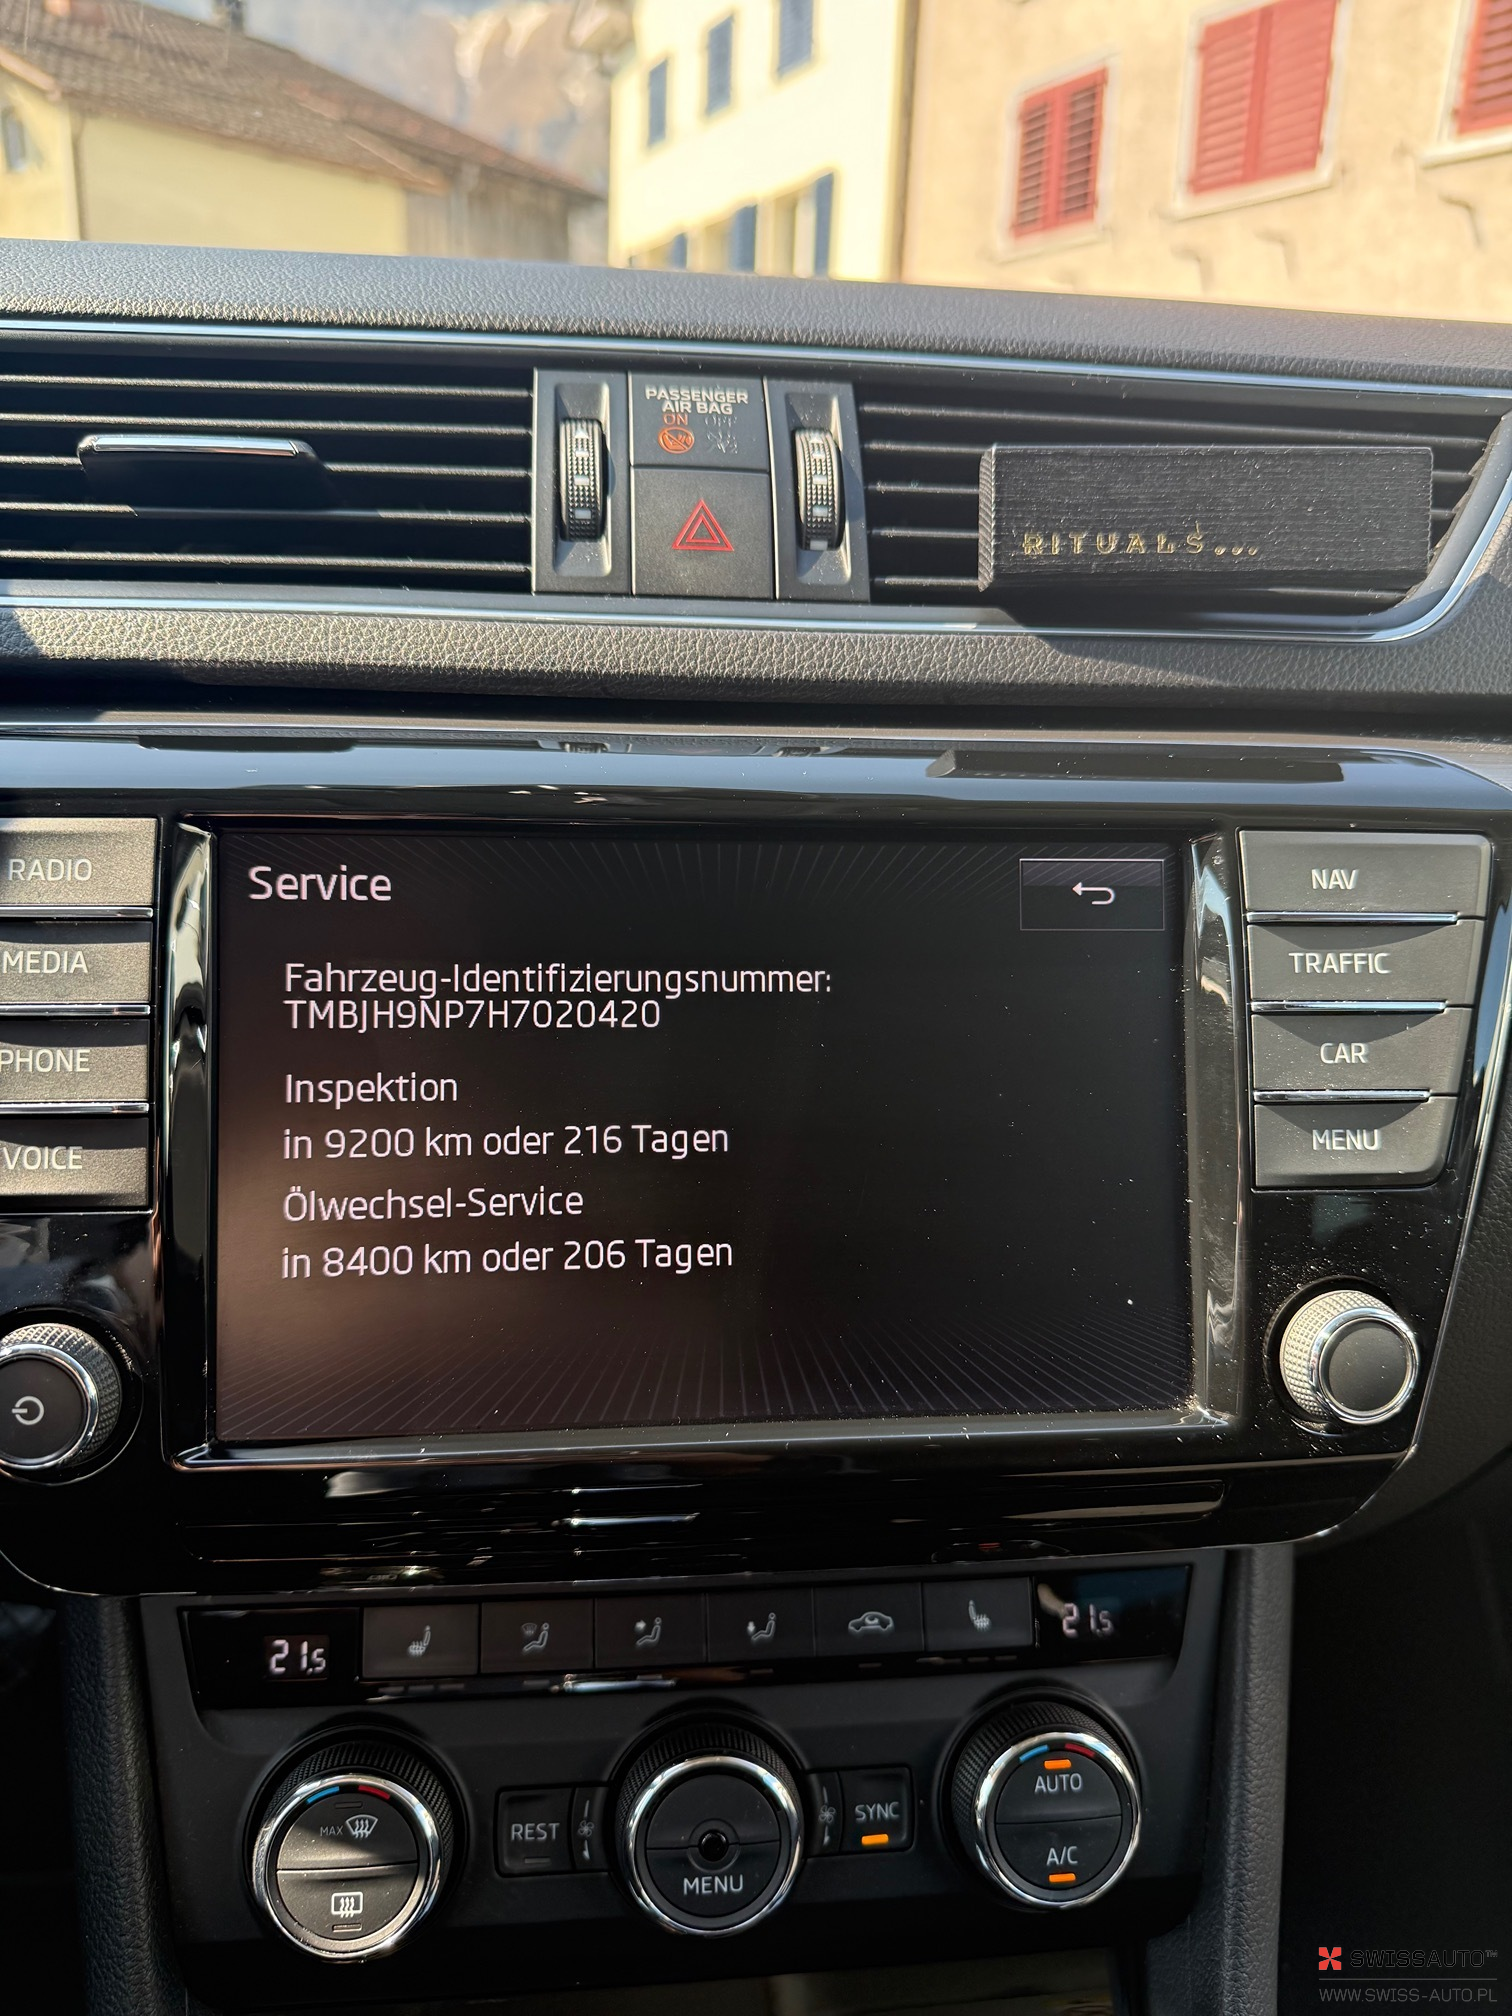 PASSENGER
AIR BAG
ON OFF
RITUALS...
RADIO
MEDIA
PHONE
VOICE
Service
Fahrzeug-Identifizierungsnummer:
TMBJH9NP7H7020420
Inspektion
in 9200 km oder 216 Tagen
Ölwechsel-Service
in 8400 km oder 206 Tagen
NAV
TRAFFIC
CAR
MENU
21.5
21.5
MAX
REST
MENU
SYNC
AUTO
A/C
SWISSAUTO™
WWW.SWISS-AUTO.PL